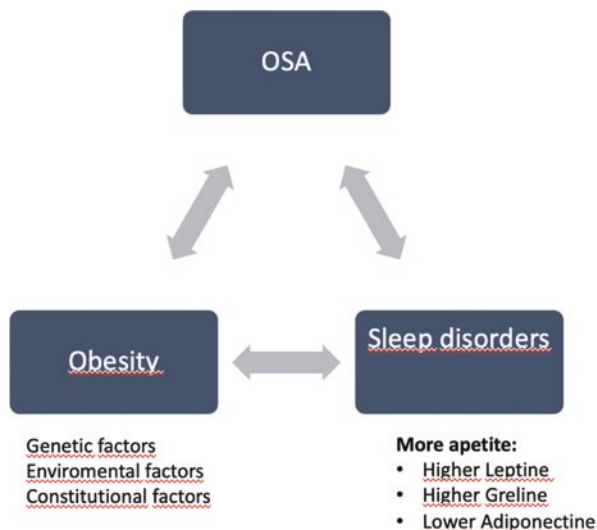 OSA
Obesity
Sleep disorders
Genetic factors
Enviromental factors
Constitutional factors
More apetite:
• Higher Leptine
• Higher Greline
• Lower Adiponectine